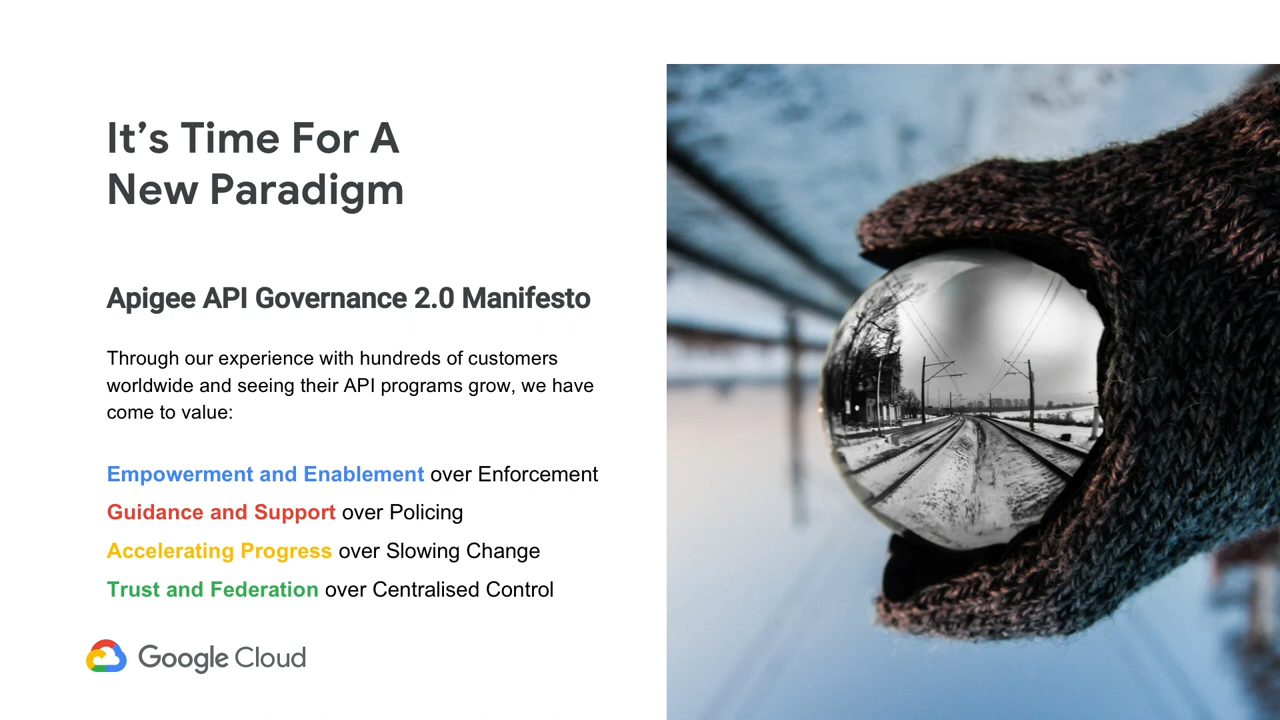 It’s Time For A
New Paradigm
Apigee API Governance 2.0 Manifesto
Through our experience with hundreds of customers
worldwide and seeing their API programs grow, we have
come to value:
Empowerment and Enablement over Enforcement
Guidance and Support over Policing
Accelerating Progress over Slowing Change
Trust and Federation over Centralised Control
Google Cloud